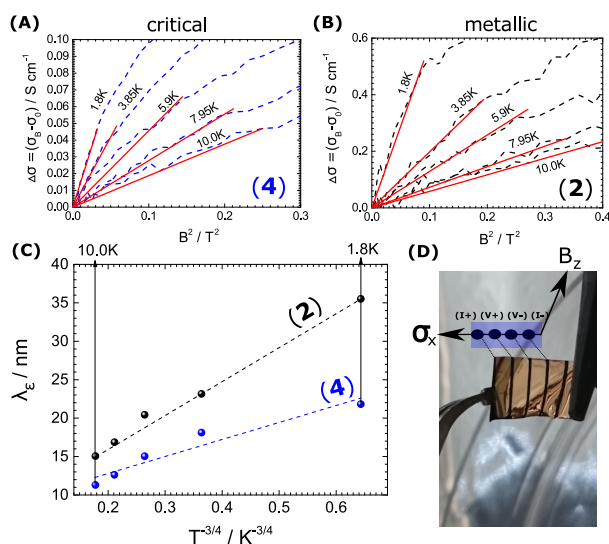 (A) critical
Δσ = (σB-σ0) / S cm⁻¹
0.10
0.09
0.08
0.07
0.06
0.05
0.04
0.03
0.02
0.01
0.00
1.8K
3.85K
5.9K
7.95K
10.0K
(4)
0.0 0.1 0.2 0.3
B² / T²
(B) metallic
Δσ = (σB-σ0) / S cm⁻¹
0.6
0.4
0.2
0.0
1.8K
3.85K
5.9K
7.95K
10.0K
(2)
0.0 0.1 0.2 0.3 0.4
B² / T²
(C)
10.0K 1.8K
λε / nm
40
35
30
25
20
15
10
(2)
(4)
0.2 0.3 0.4 0.5 0.6
T⁻³/⁴ / K⁻³/⁴
(D)
Bz
(I+) (V+) (V-) (I-)
σx